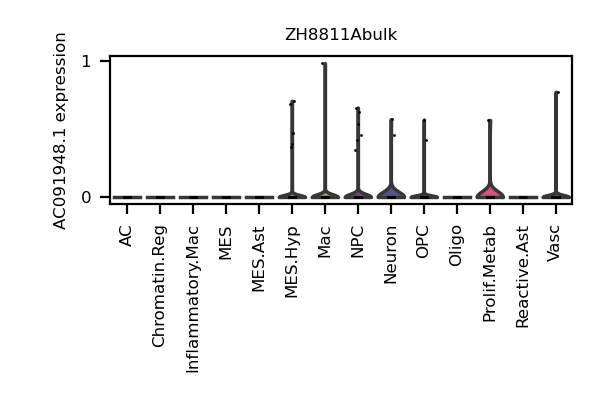 ZH8811Abulk
AC091948.1 expression
1
0
AC
Chromatin.Reg
Inflammatory.Mac
MES
MES.Ast
MES.Hyp
Mac
NPC
Neuron
OPC
Oligo
Prolif.Metab
Reactive.Ast
Vasc